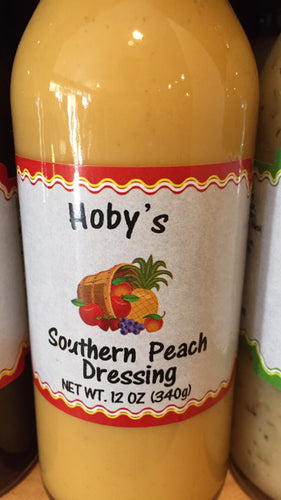 Hoby's
Southern Peach
Dressing
NET WT. 12 OZ (340g)